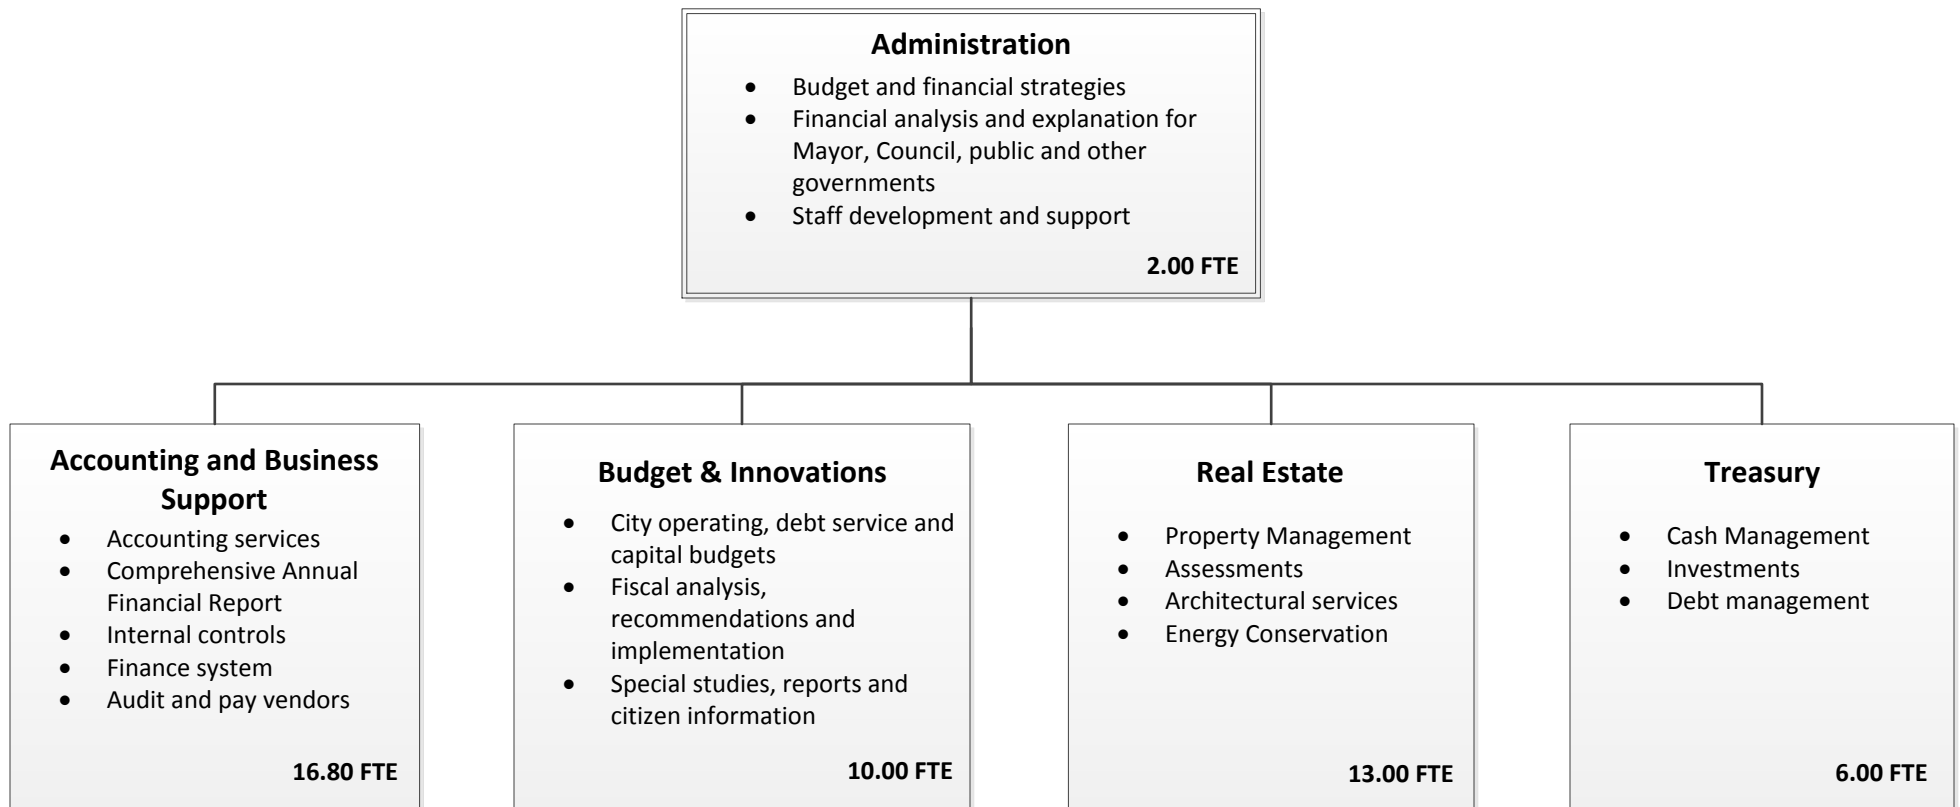 Administration
• Budget and financial strategies
• Financial analysis and explanation for
Mayor, Council, public and other
governments
• Staff development and support
2.00 FTE
Accounting and Business
Support
• Accounting services
• Comprehensive Annual
Financial Report
• Internal controls
• Finance system
• Audit and pay vendors
16.80 FTE
Budget & Innovations
• City operating, debt service and
capital budgets
• Fiscal analysis,
recommendations and
implementation
• Special studies, reports and
citizen information
10.00 FTE
Real Estate
• Property Management
• Assessments
• Architectural services
• Energy Conservation
13.00 FTE
Treasury
• Cash Management
• Investments
• Debt management
6.00 FTE